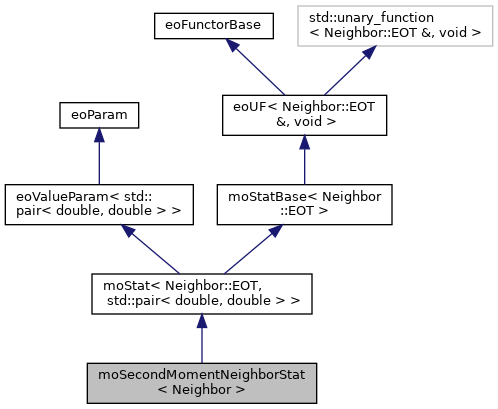 eoFunctorBase
std::unary_function
< Neighbor::EOT &, void >
eoParam
eoUF< Neighbor::EOT
&, void >
eoValueParam< std::
pair< double, double > >
moStatBase< Neighbor
::EOT >
moStat< Neighbor::EOT,
std::pair< double, double > >
moSecondMomentNeighborStat
< Neighbor >